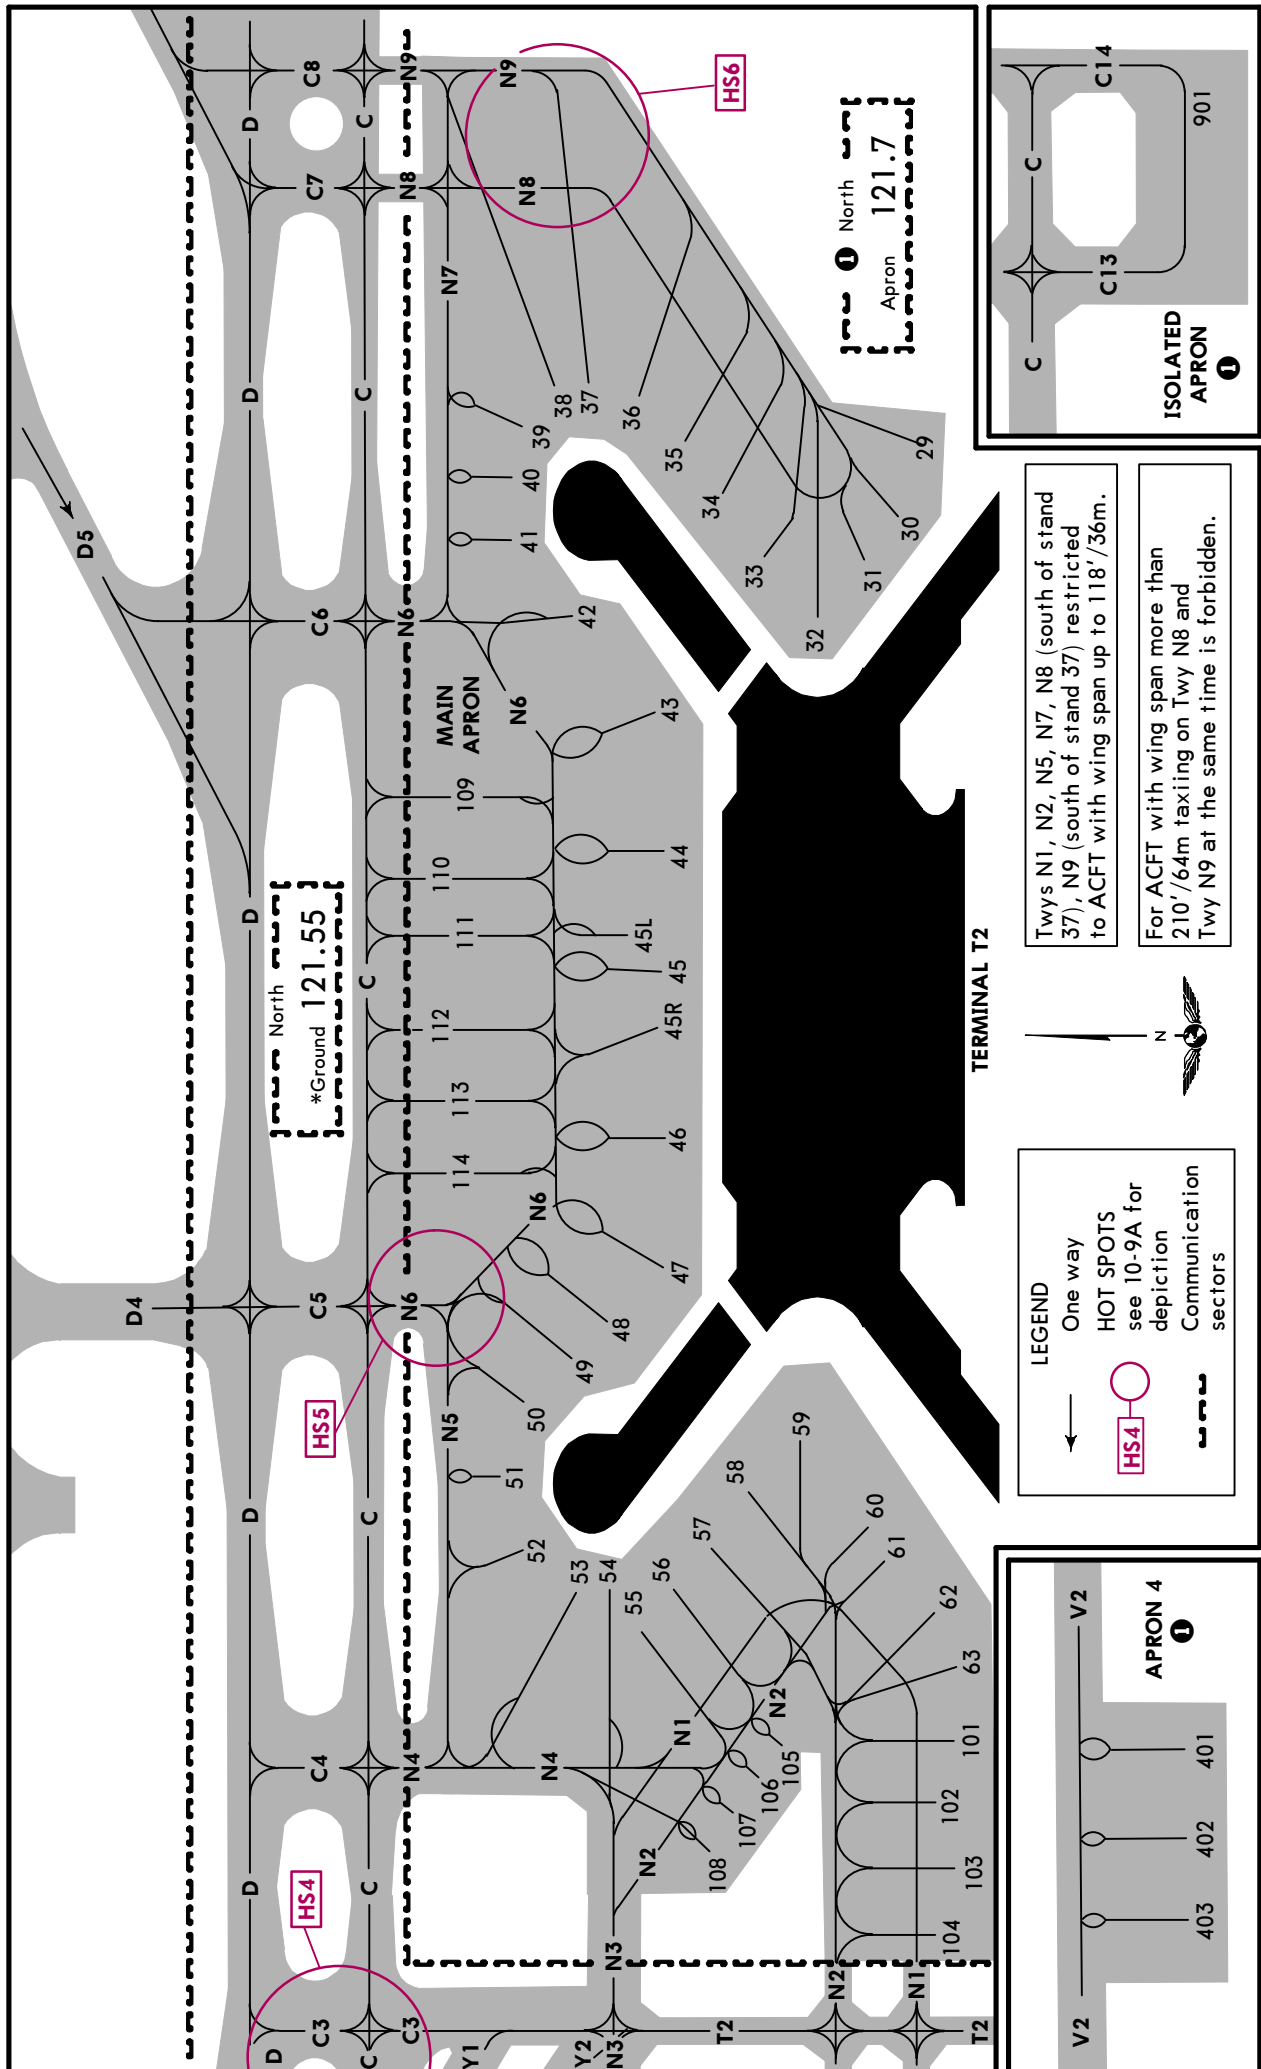 D4
D5
C3
C3
C4
C5
C6
C7
C8
D
D
D
D
D
D
D
C
C
C
C
C
C
C
HS4
HS5
HS6
North
*Ground 121.55
❶ North
Apron 121.7
MAIN
APRON
N4
N4
N5
N6
N6
N6
N6
N7
N8
N8
N9
N9
N1
N1
N2
N2
N2
N3
N3
Y1
Y2
T2
T2
29
30
31
32
33
34
35
36
37
38
39
40
41
42
43
44
45L
45
45R
46
47
48
49
50
51
52
53
54
55
56
57
58
59
60
61
62
63
101
102
103
104
105
106
107
108
109
110
111
112
113
114
TERMINAL T2
Twys N1, N2, N5, N7, N8 (south of stand
37), N9 (south of stand 37) restricted
to ACFT with wing span up to 118'/36m.
For ACFT with wing span more than
210'/64m taxiing on Twy N8 and
Twy N9 at the same time is forbidden.
N
LEGEND
One way
HS4
HOT SPOTS
see 10-9A for
depiction
Communication
sectors
V2
V2
APRON 4
❶
401
402
403
C
C
C13
C14
901
ISOLATED
APRON
❶